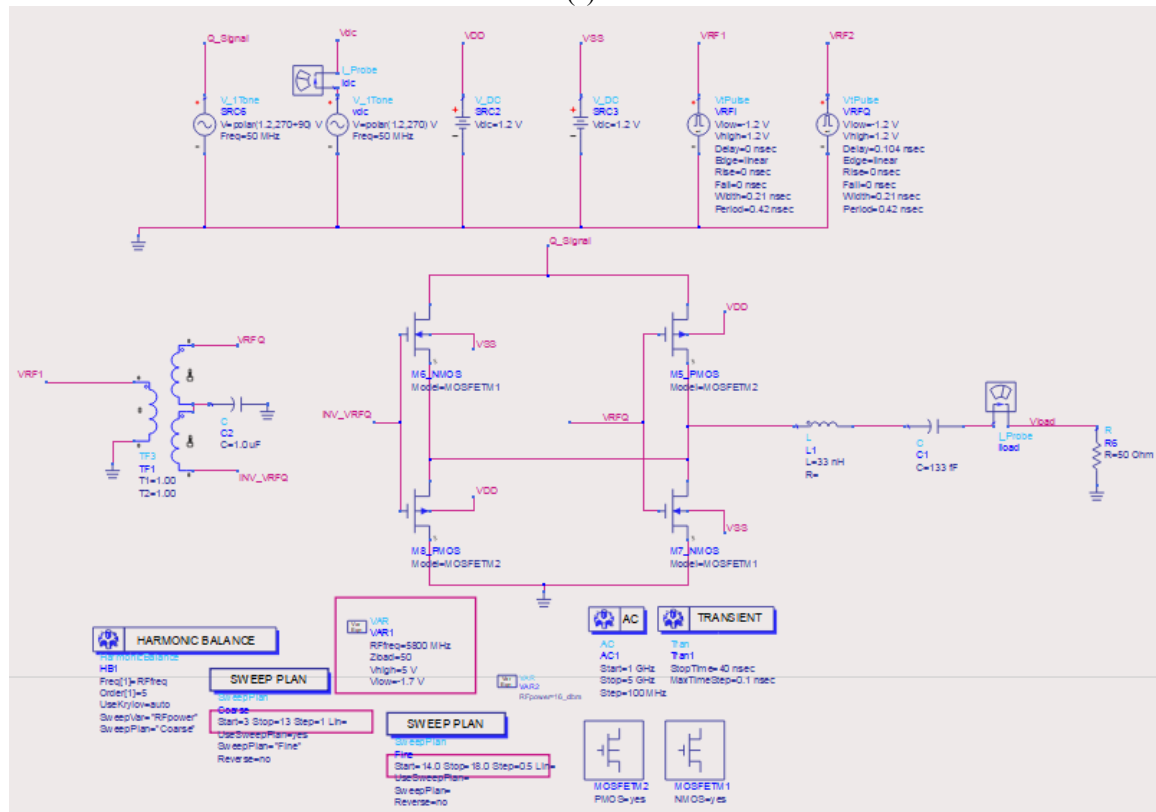 Q_Signal
Vdc
VDD
VSS
VRF1
VRF2
I_Probe
Idc
V_1Tone
SRC6
V=polar(1.2,270+90) V
Freq=50 MHz
V_1Tone
vdc
V=polar(1.2,270) V
Freq=50 MHz
V_DC
SRC2
Vdc=1.2 V
V_DC
SRC3
Vdc=-1.2 V
VtPulse
VRFI
Vlow=-1.2 V
Vhigh=1.2 V
Delay=0 nsec
Edge=linear
Rise=0 nsec
Fall=0 nsec
Width=0.21 nsec
Period=0.42 nsec
VtPulse
VRFQ
Vlow=-1.2 V
Vhigh=1.2 V
Delay=0.104 nsec
Edge=linear
Rise=0 nsec
Fall=0 nsec
Width=0.21 nsec
Period=0.42 nsec
Q_Signal
VDD
VSS
M6_NMOS
Model=MOSFETM1
M5_PMOS
Model=MOSFETM2
VRF1
VRFQ
C
C2
C=1.0 uF
INV_VRFQ
TF3
TF1
T1=1.00
T2=1.00
INV_VRFQ
VRFQ
VDD
VSS
M8_PMOS
Model=MOSFETM2
M7_NMOS
Model=MOSFETM1
L
L1
L=33 nH
R=
C
C1
C=133 fF
I_Probe
Iload
Vload
R
R6
R=50 Ohm
HARMONIC BALANCE
HarmonicBalance
HB1
Freq[1]=RFfreq
Order[1]=5
UseKrylov=auto
SweepVar="RFpower"
SweepPlan="Coarse"
SWEEP PLAN
SweepPlan
Coarse
Start=3 Stop=13 Step=1 Lin=
UseSweepPlan=yes
SweepPlan="Fine"
Reverse=no
Var
Eqn
VAR
VAR1
RFfreq=5800 MHz
Zload=50
Vhigh=5 V
Vlow=-1.7 V
SWEEP PLAN
SweepPlan
Fine
Start=14.0 Stop=18.0 Step=0.5 Lin=
UseSweepPlan=
SweepPlan=
Reverse=no
Var
Eqn
VAR
VAR2
RFpower=16_dbm
AC
AC
AC1
Start=1 GHz
Stop=5 GHz
Step=100 MHz
TRANSIENT
Tran
Tran1
StopTime=40 nsec
MaxTimeStep=0.1 nsec
MOSFETM2
PMOS=yes
MOSFETM1
NMOS=yes